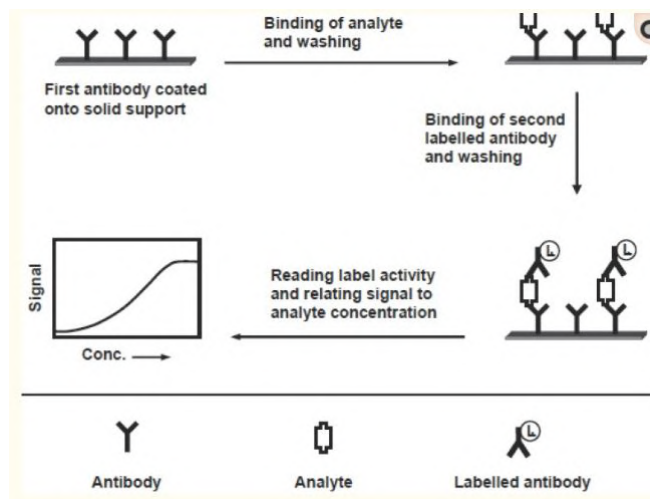 Binding of analyte
and washing
First antibody coated
onto solid support
Binding of second
labelled antibody
and washing
L
L
Signal
Reading label activity
and relating signal to
analyte concentration
Conc.
L
Antibody
Analyte
Labelled antibody